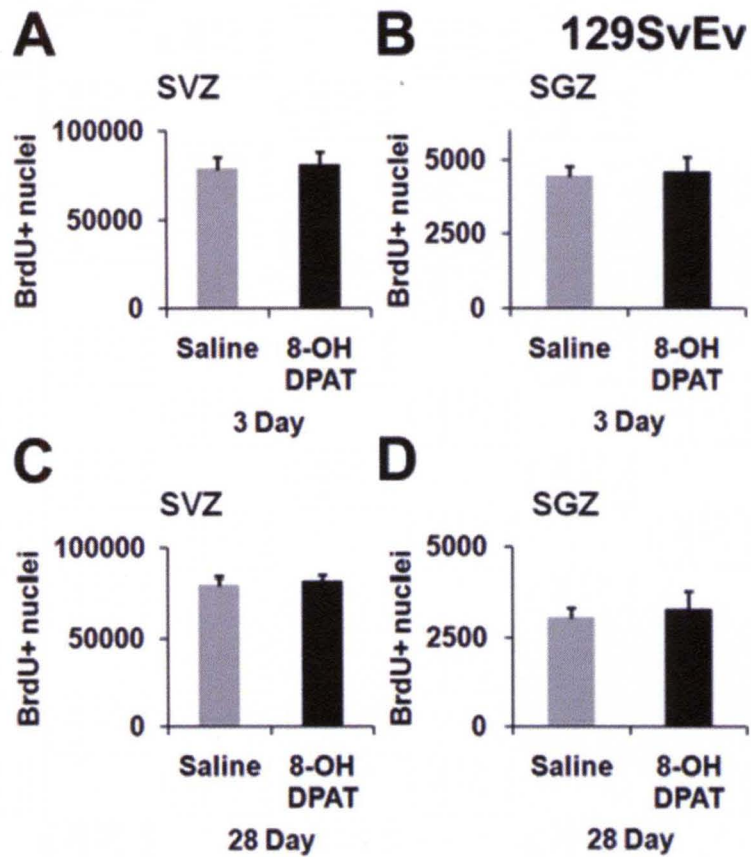 A
B
129SvEv
SVZ
BrdU+ nuclei
100000
50000
0
Saline
8-OH
DPAT
3 Day
SGZ
BrdU+ nuclei
5000
2500
0
Saline
8-OH
DPAT
3 Day
C
SVZ
BrdU+ nuclei
100000
50000
0
Saline
8-OH
DPAT
28 Day
D
SGZ
BrdU+ nuclei
5000
2500
0
Saline
8-OH
DPAT
28 Day